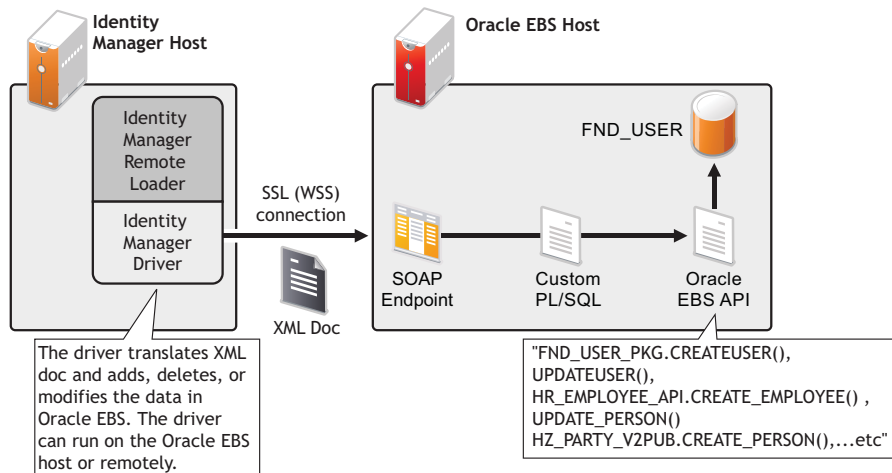 Identity
Manager Host
Oracle EBS Host
Identity
Manager
Remote
Loader
Identity
Manager
Driver
SSL (WSS)
connection
XML Doc
FND_USER
SOAP
Endpoint
Custom
PL/SQL
Oracle
EBS API
The driver translates XML
doc and adds, deletes, or
modifies the data in
Oracle EBS. The driver
can run on the Oracle EBS
host or remotely.
"FND_USER_PKG.CREATEUSER(),
UPDATEUSER(),
HR_EMPLOYEE_API.CREATE_EMPLOYEE() ,
UPDATE_PERSON()
HZ_PARTY_V2PUB.CREATE_PERSON(),...etc"